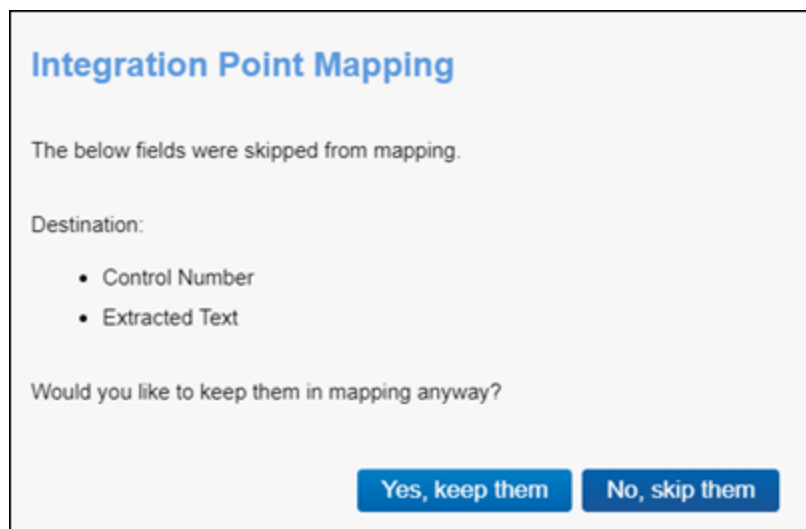 Integration Point Mapping
The below fields were skipped from mapping.
Destination:
• Control Number
• Extracted Text
Would you like to keep them in mapping anyway?
Yes, keep them No, skip them